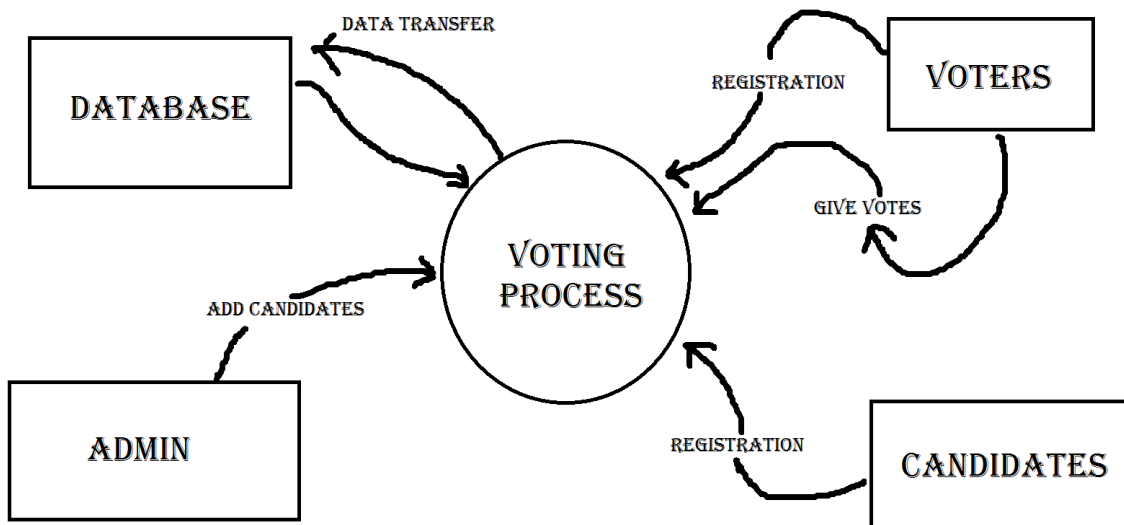 DATA TRANSFER
DATABASE
REGISTRATION
VOTERS
GIVE VOTES
VOTING
PROCESS
ADD CANDIDATES
ADMIN
REGISTRATION
CANDIDATES